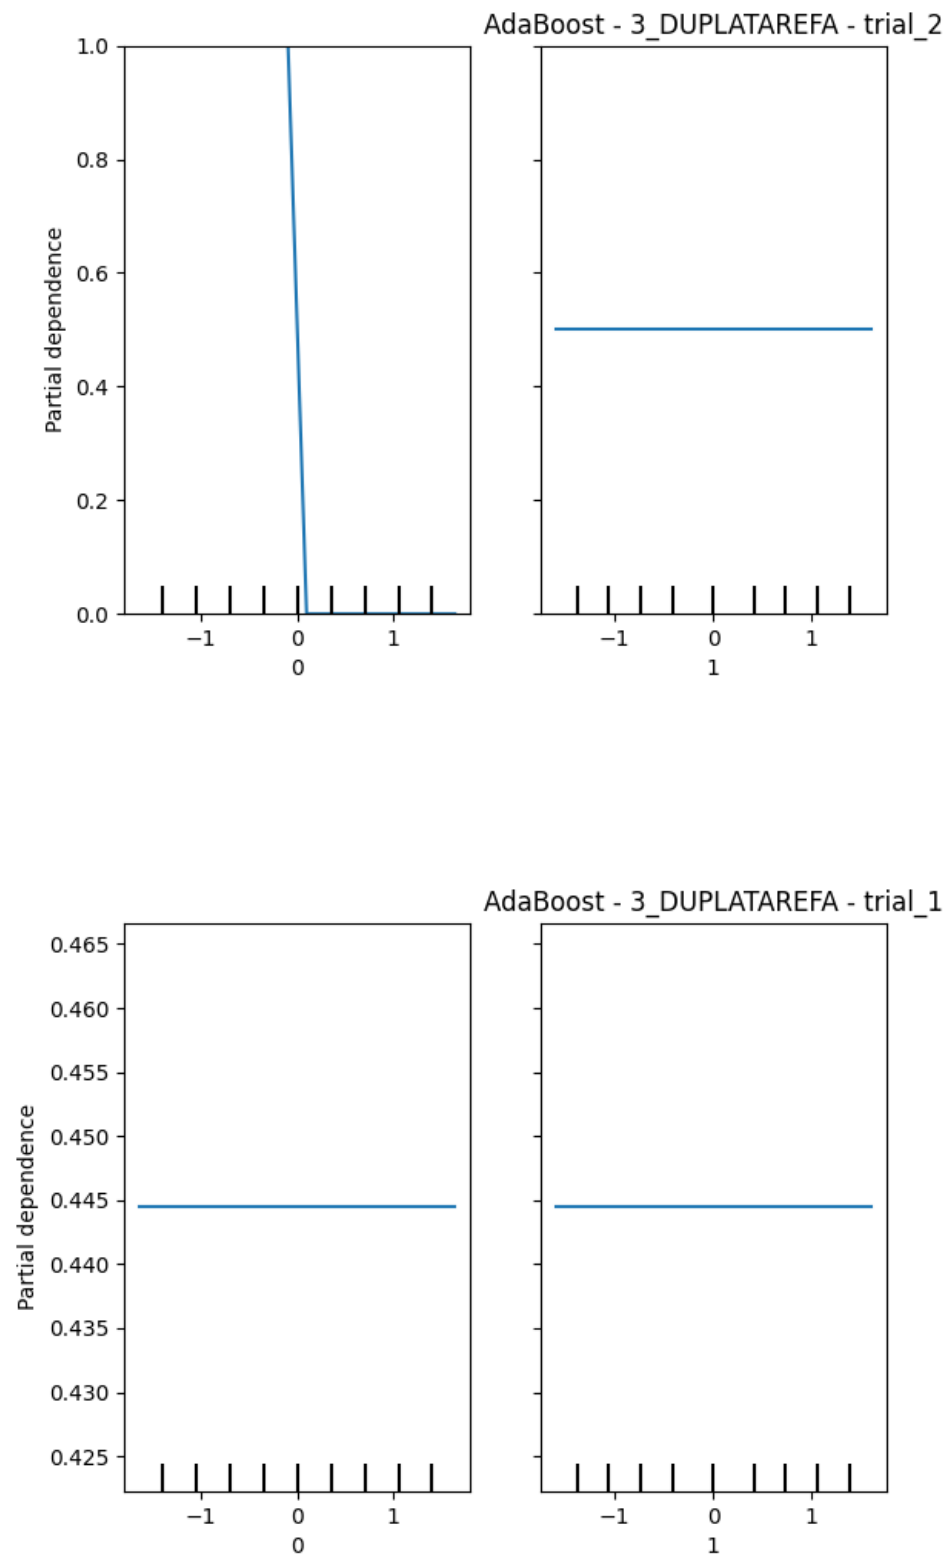 AdaBoost - 3_DUPLATAREFA - trial_2
1.0
0.8
0.6
0.4
0.2
0.0
Partial dependence
−1 0 1
0
−1 0 1
1
AdaBoost - 3_DUPLATAREFA - trial_1
0.465
0.460
0.455
0.450
0.445
0.440
0.435
0.430
0.425
Partial dependence
−1 0 1
0
−1 0 1
1